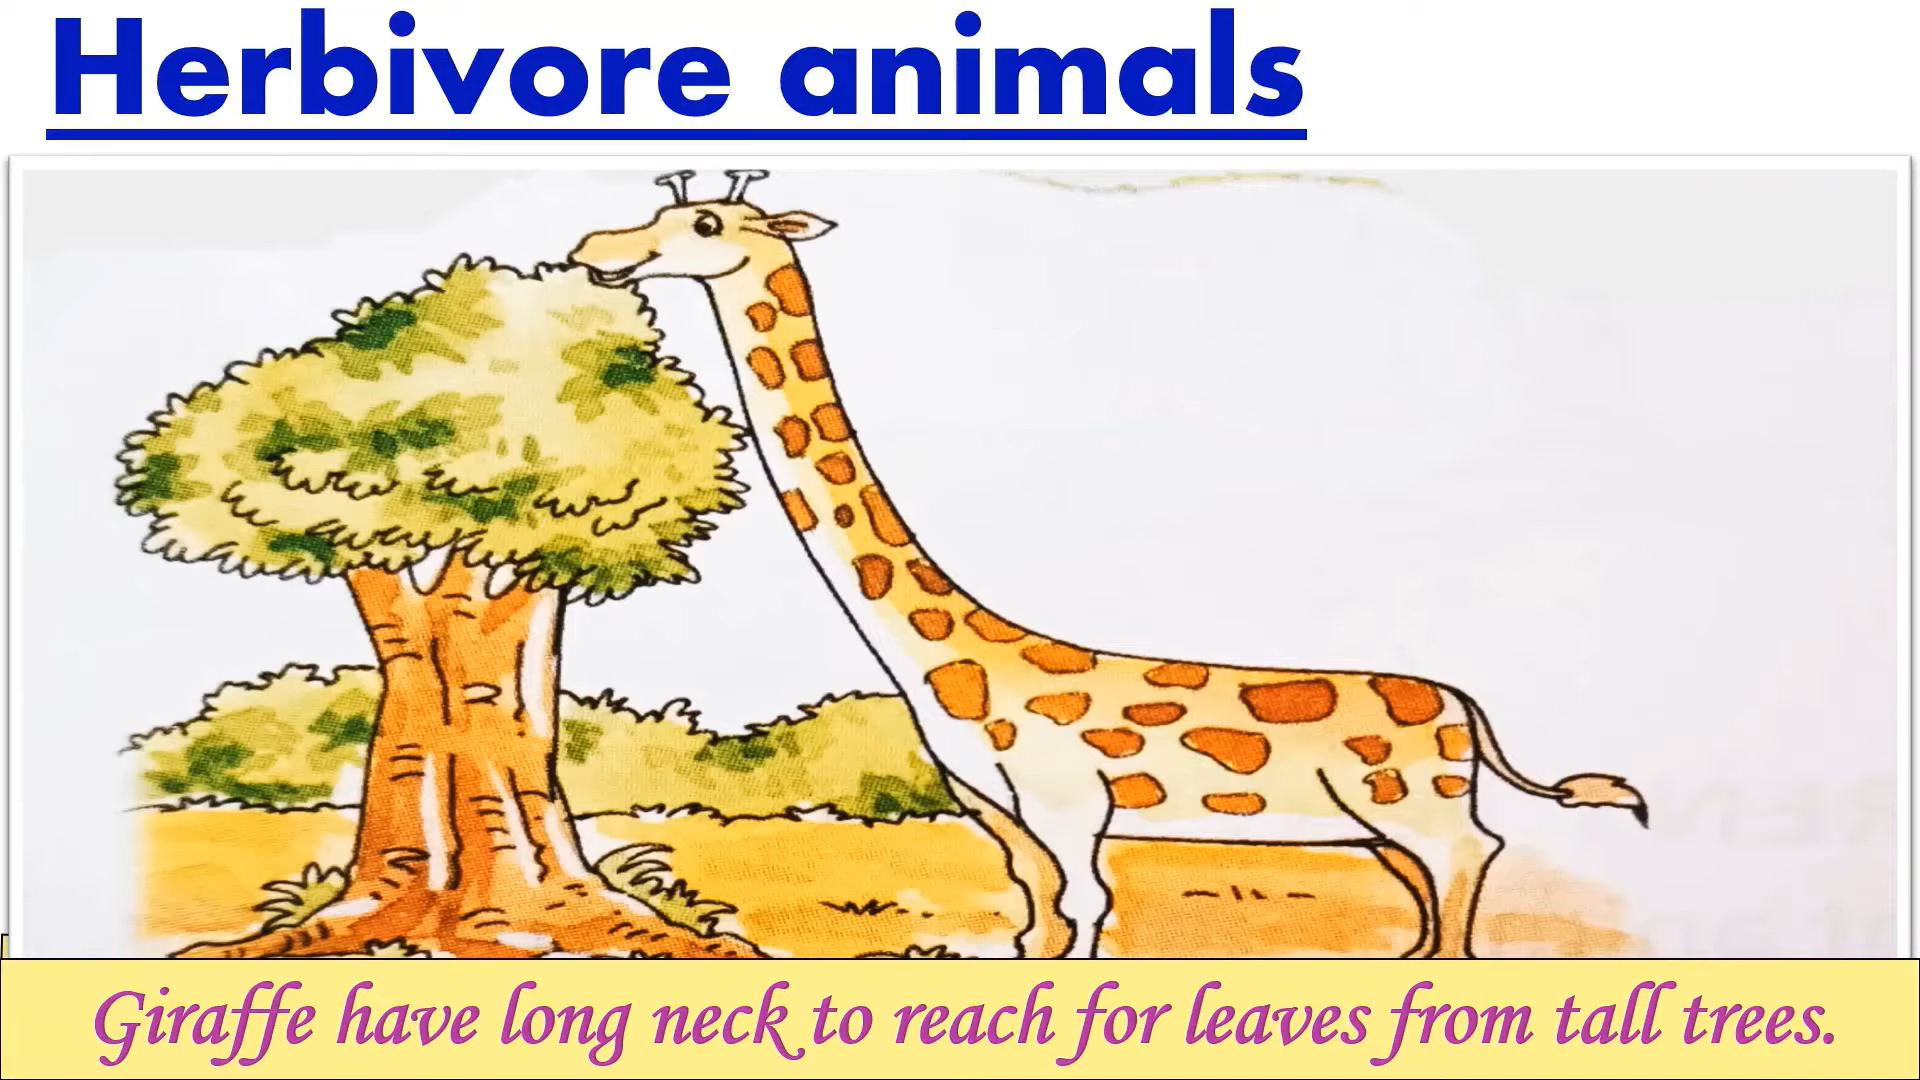 Herbivore animals
Giraffe have long neck to reach for leaves from tall trees.